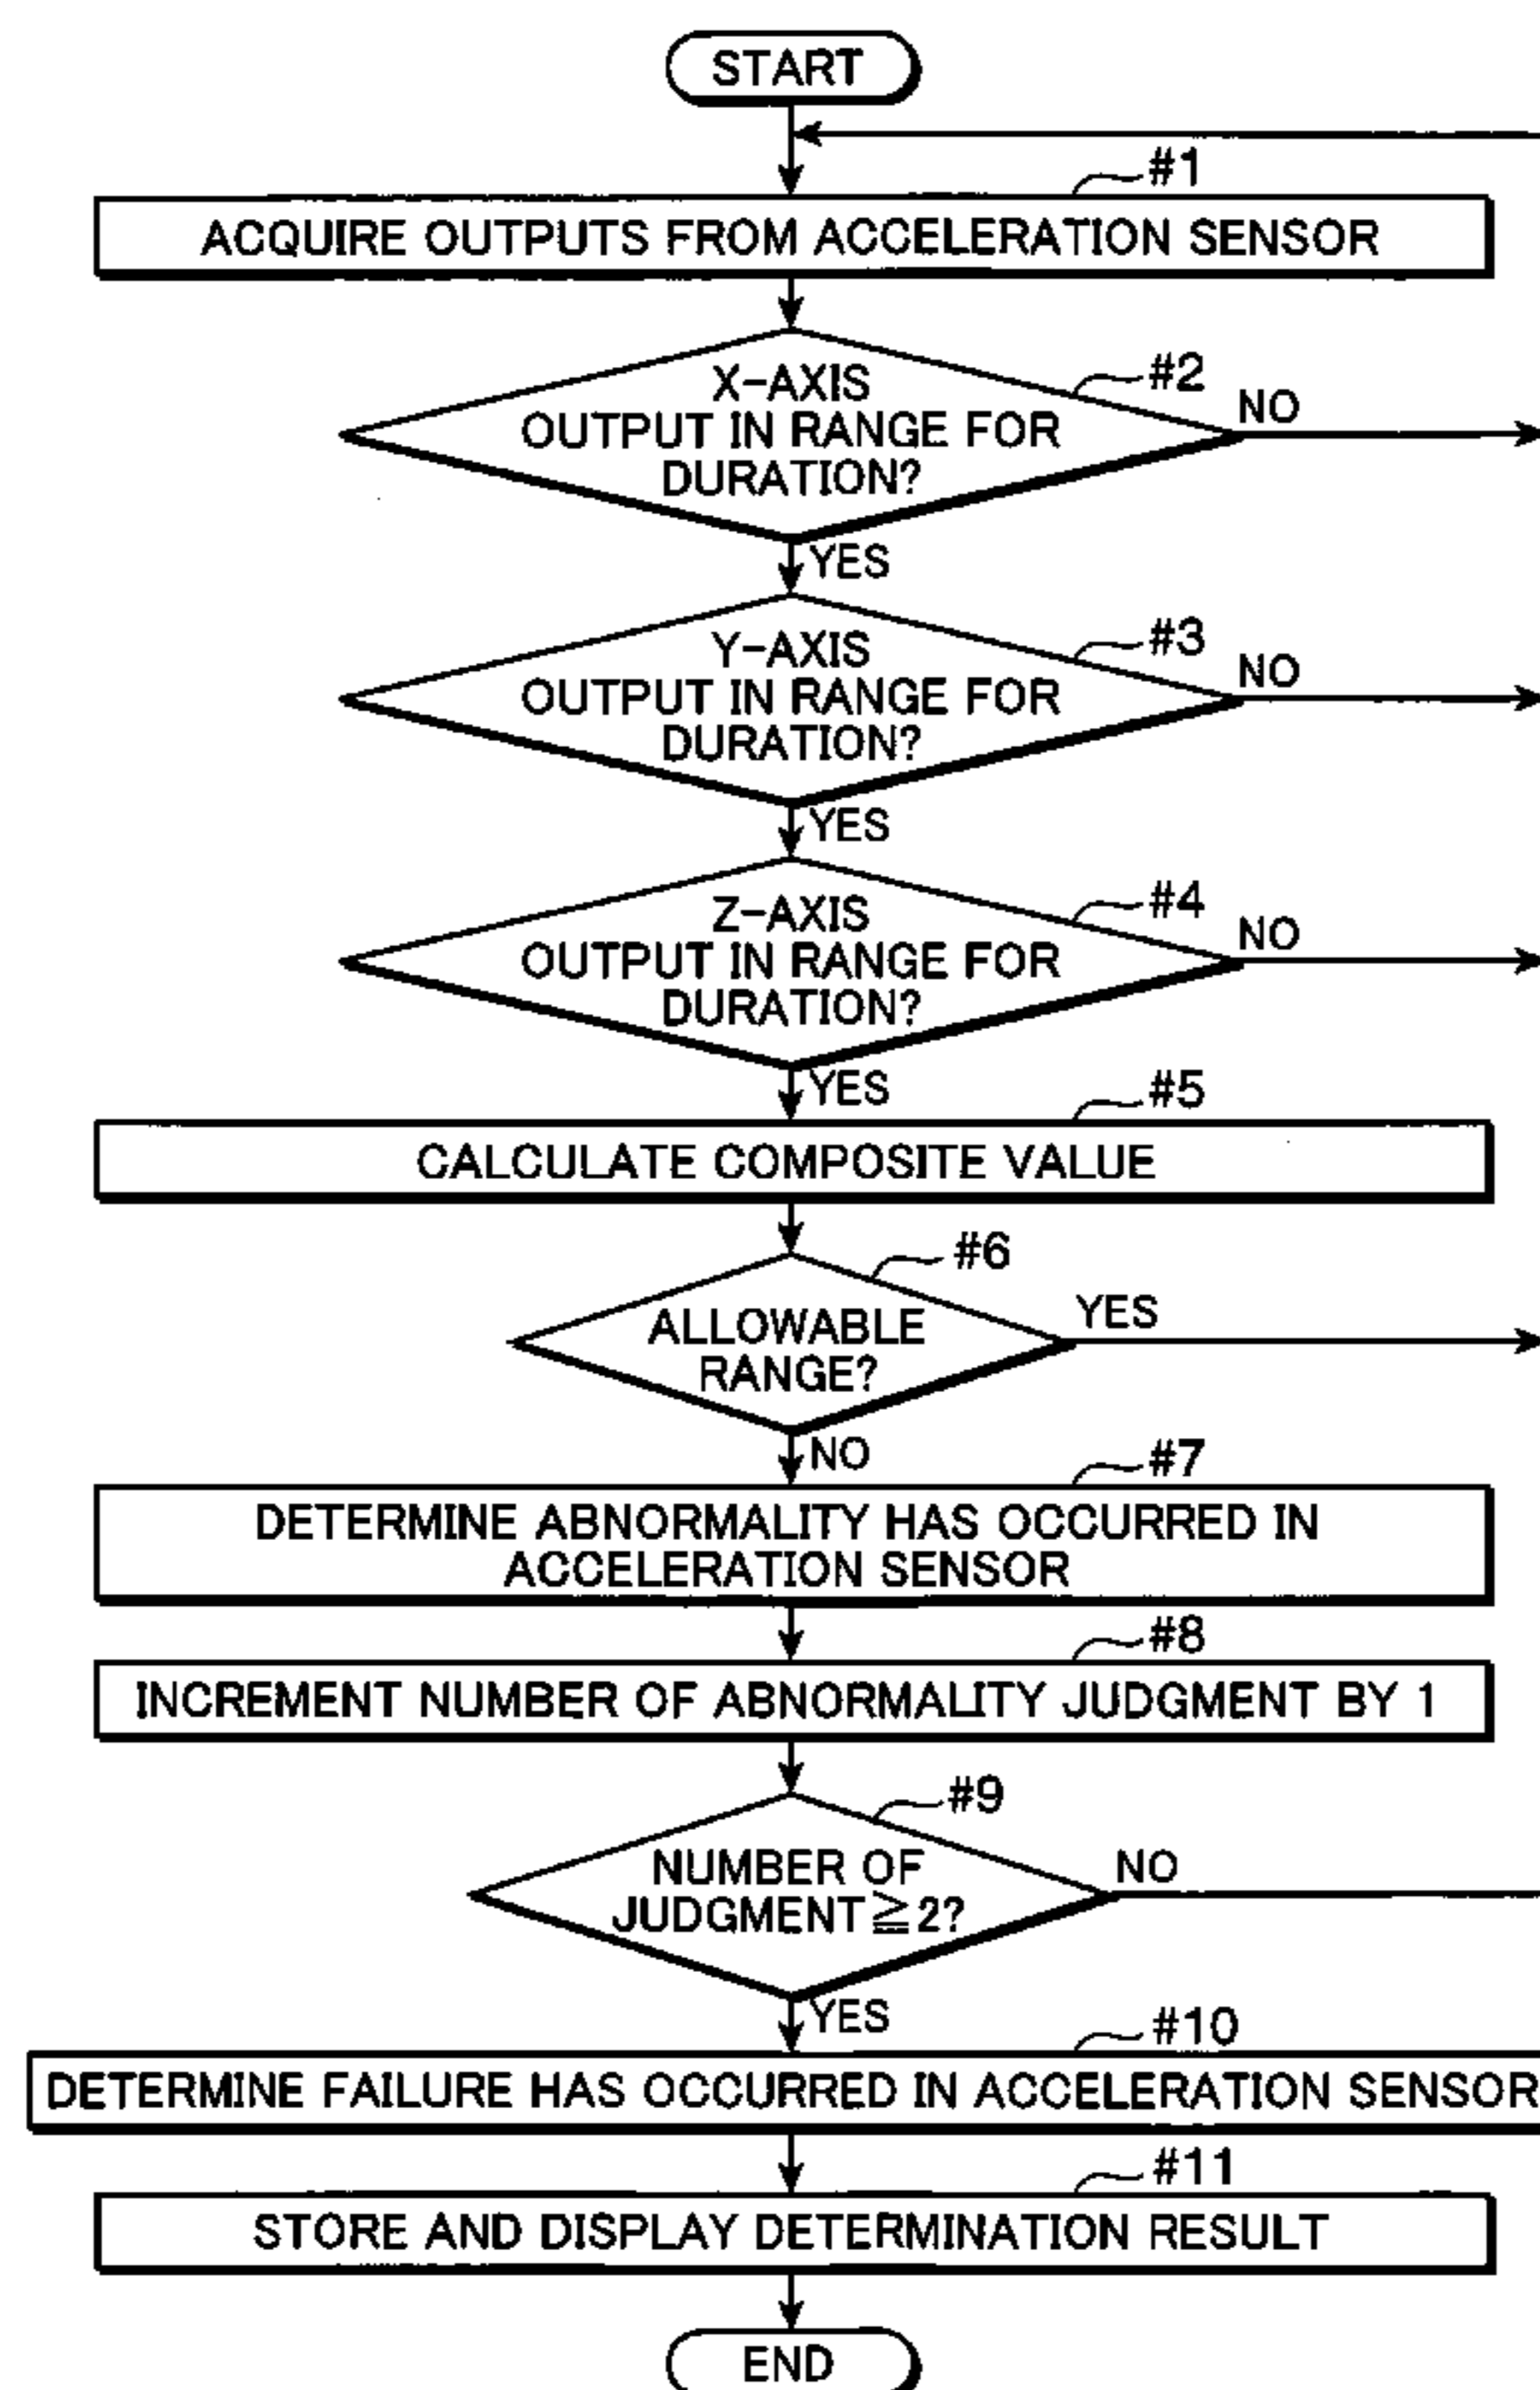 START
#1
ACQUIRE OUTPUTS FROM ACCELERATION SENSOR
#2
X-AXIS
OUTPUT IN RANGE FOR
DURATION?
NO
YES
#3
Y-AXIS
OUTPUT IN RANGE FOR
DURATION?
NO
YES
#4
Z-AXIS
OUTPUT IN RANGE FOR
DURATION?
NO
YES
#5
CALCULATE COMPOSITE VALUE
#6
ALLOWABLE
RANGE?
YES
NO
#7
DETERMINE ABNORMALITY HAS OCCURRED IN
ACCELERATION SENSOR
#8
INCREMENT NUMBER OF ABNORMALITY JUDGMENT BY 1
#9
NUMBER OF
JUDGMENT≧2?
NO
YES
#10
DETERMINE FAILURE HAS OCCURRED IN ACCELERATION SENSOR
#11
STORE AND DISPLAY DETERMINATION RESULT
END